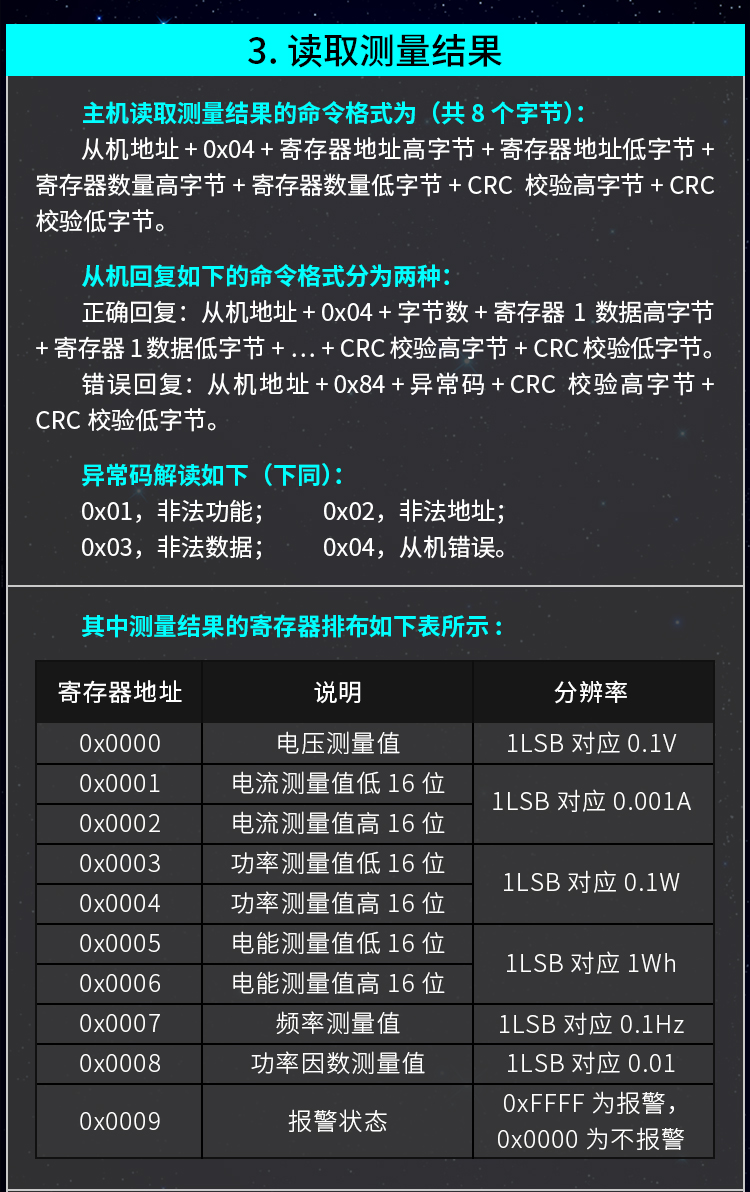 3. 读取测量结果
主机读取测量结果的命令格式为（共 8 个字节）：
从机地址 + 0x04 + 寄存器地址高字节 + 寄存器地址低字节 +
寄存器数量高字节 + 寄存器数量低字节 + CRC 校验高字节 + CRC
校验低字节。
从机回复如下的命令格式分为两种：
正确回复：从机地址 + 0x04 + 字节数 + 寄存器 1 数据高字节
+ 寄存器 1 数据低字节 + … + CRC 校验高字节 + CRC 校验低字节。
错误回复：从机地址 + 0x84 + 异常码 + CRC 校验高字节 +
CRC 校验低字节。
异常码解读如下（下同）：
0x01，非法功能； 0x02，非法地址；
0x03，非法数据； 0x04，从机错误。
其中测量结果的寄存器排布如下表所示：
寄存器地址 说明 分辨率
0x0000 电压测量值 1LSB 对应 0.1V
0x0001 电流测量值低 16 位
1LSB 对应 0.001A
0x0002 电流测量值高 16 位
0x0003 功率测量值低 16 位
1LSB 对应 0.1W
0x0004 功率测量值高 16 位
0x0005 电能测量值低 16 位
1LSB 对应 1Wh
0x0006 电能测量值高 16 位
0x0007 频率测量值 1LSB 对应 0.1Hz
0x0008 功率因数测量值 1LSB 对应 0.01
0x0009 报警状态 0xFFFF 为报警，
0x0000 为不报警